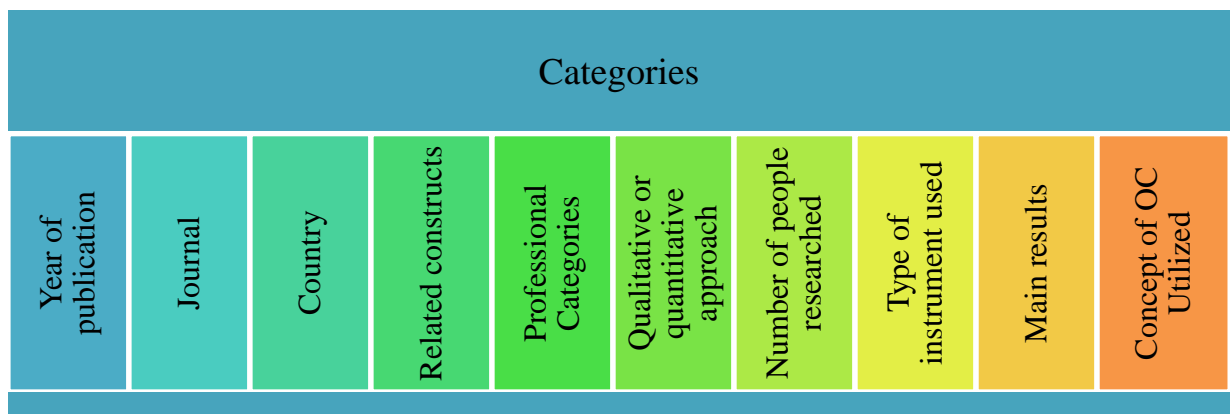 Categories
Year of
publication
Journal
Country
Related constructs
Professional
Categories
Qualitative or
quantitative
approach
Number of people
researched
Type of
instrument used
Main results
Concept of OC
Utilized